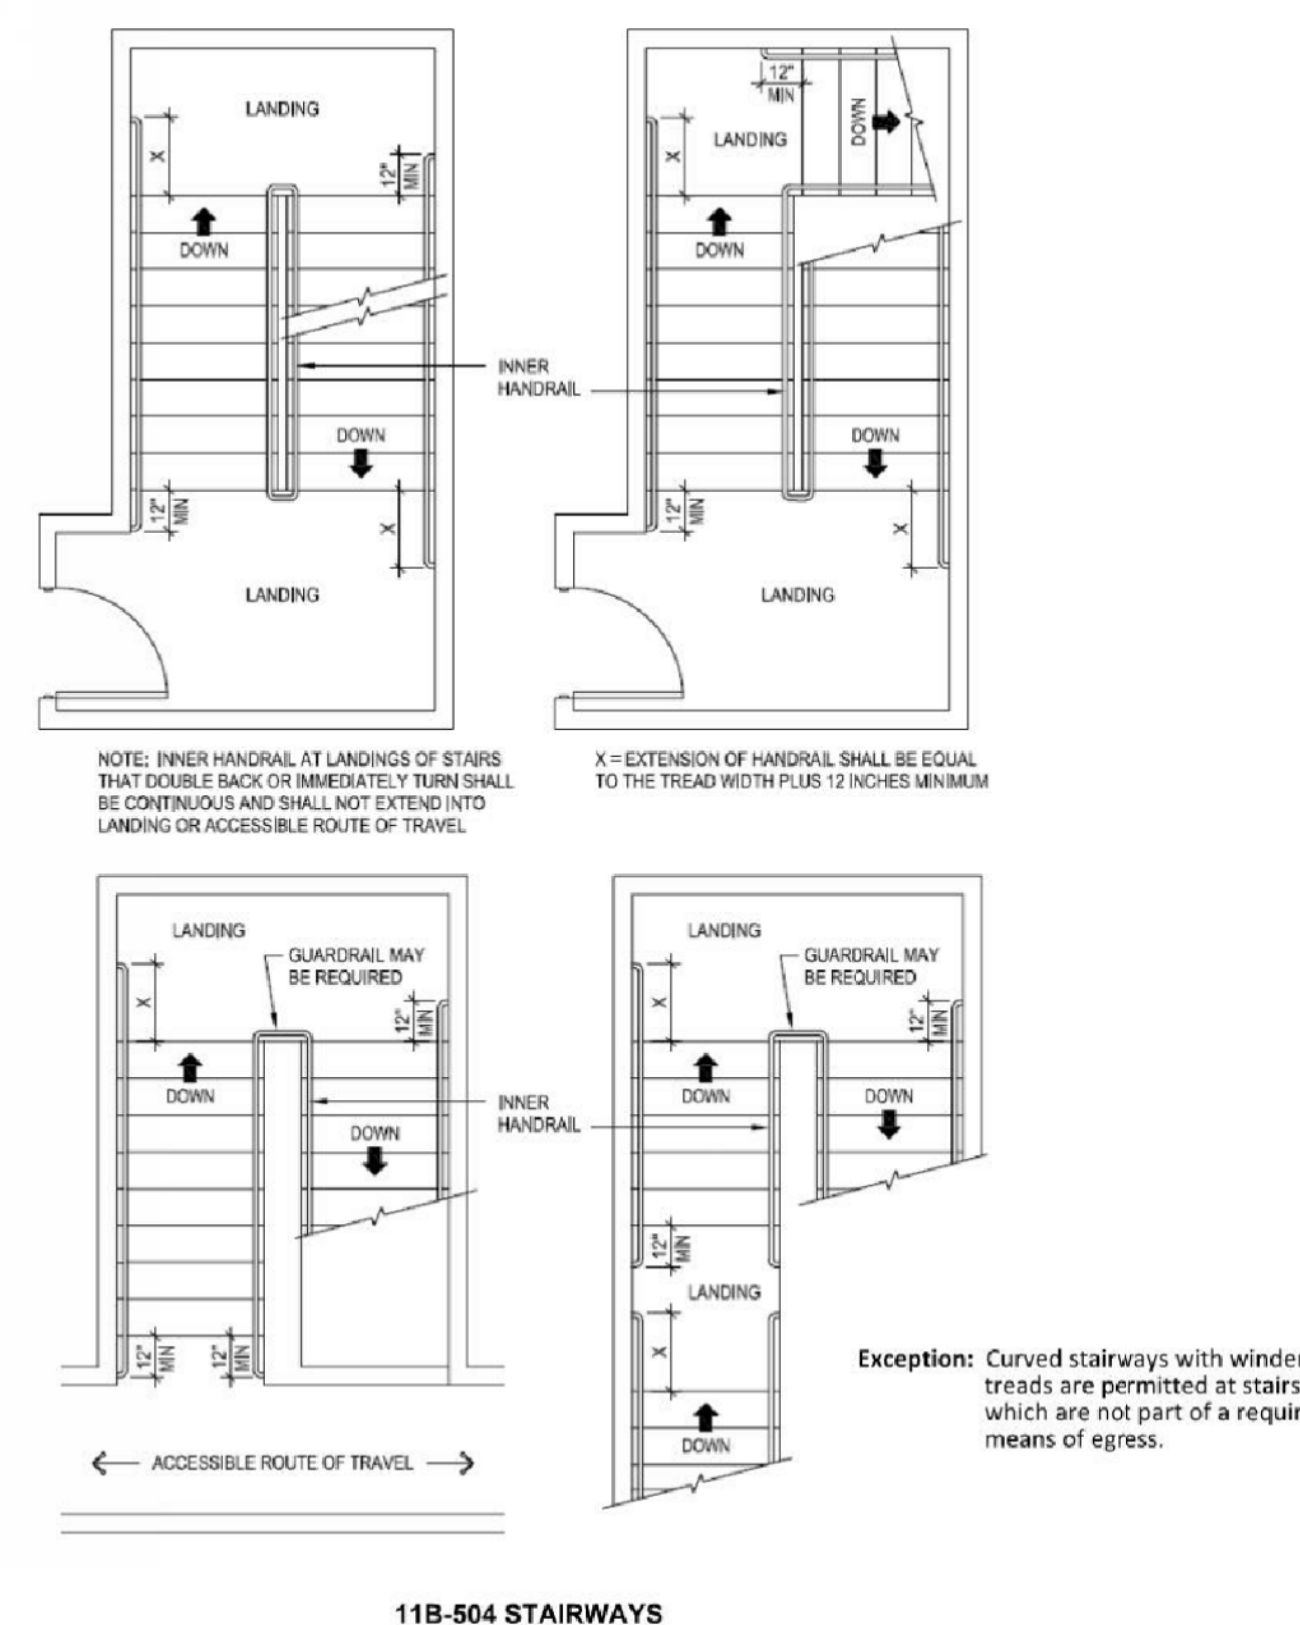 LANDING
X
12"
MIN
DOWN
DOWN
12"
MIN
X
LANDING
12"
MIN
DOWN
LANDING
X
DOWN
DOWN
12"
MIN
X
LANDING
INNER
HANDRAIL
NOTE: INNER HANDRAIL AT LANDINGS OF STAIRS
THAT DOUBLE BACK OR IMMEDIATELY TURN SHALL
BE CONTINUOUS AND SHALL NOT EXTEND INTO
LANDING OR ACCESSIBLE ROUTE OF TRAVEL
X = EXTENSION OF HANDRAIL SHALL BE EQUAL
TO THE TREAD WIDTH PLUS 12 INCHES MINIMUM
LANDING
GUARDRAIL MAY
BE REQUIRED
X
12"
MIN
DOWN
DOWN
12"
MIN
12"
MIN
ACCESSIBLE ROUTE OF TRAVEL
INNER
HANDRAIL
LANDING
GUARDRAIL MAY
BE REQUIRED
X
12"
MIN
DOWN
DOWN
12"
MIN
LANDING
X
DOWN
Exception: Curved stairways with winder
treads are permitted at stairs
which are not part of a requir
means of egress.
11B-504 STAIRWAYS